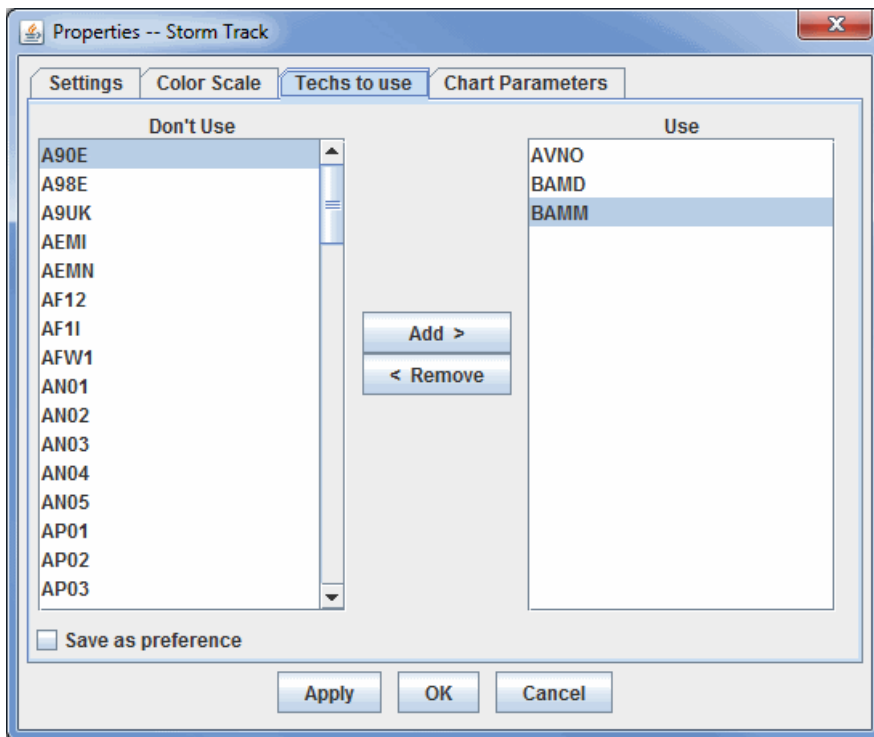 Properties -- Storm Track
Settings
Color Scale
Techs to use
Chart Parameters
Don't Use
A90E
A98E
A9UK
AEMI
AEMN
AF12
AF1I
AFW1
AN01
AN02
AN03
AN04
AN05
AP01
AP02
AP03
Add >
< Remove
Use
AVNO
BAMD
BAMM
Save as preference
Apply
OK
Cancel